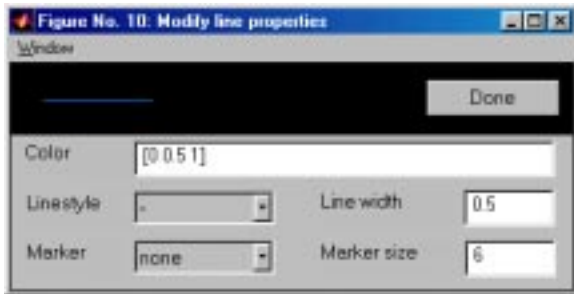 Figure No. 10: Modify line properties
Window
Done
Color [0 0.5 1]
Linestyle - Line width 0.5
Marker none Marker size 6